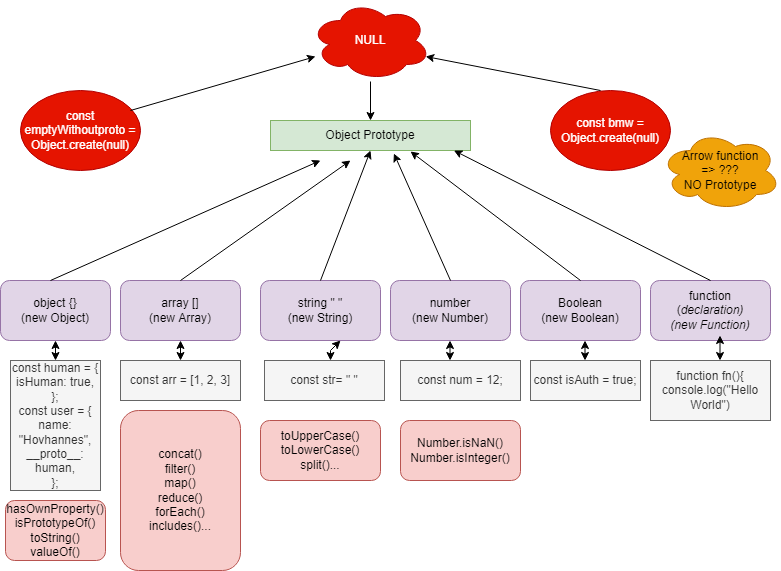 NULL
const
emptyWithoutproto =
Object.create(null)
const bmw =
Object.create(null)
Object Prototype
Arrow function
=> ???
NO Prototype
object {}
(new Object)
array []
(new Array)
string " "
(new String)
number
(new Number)
Boolean
(new Boolean)
function
(declaration)
(new Function)
const human = {
isHuman: true,
};
const user = {
name:
"Hovhannes",
__proto__:
human,
};
const arr = [1, 2, 3]
const str= " "
const num = 12;
const isAuth = true;
function fn(){
console.log("Hello
World")
hasOwnProperty()
isPrototypeOf()
toString()
valueOf()
concat()
filter()
map()
reduce()
forEach()
includes()...
toUpperCase()
toLowerCase()
split()...
Number.isNaN()
Number.isInteger()